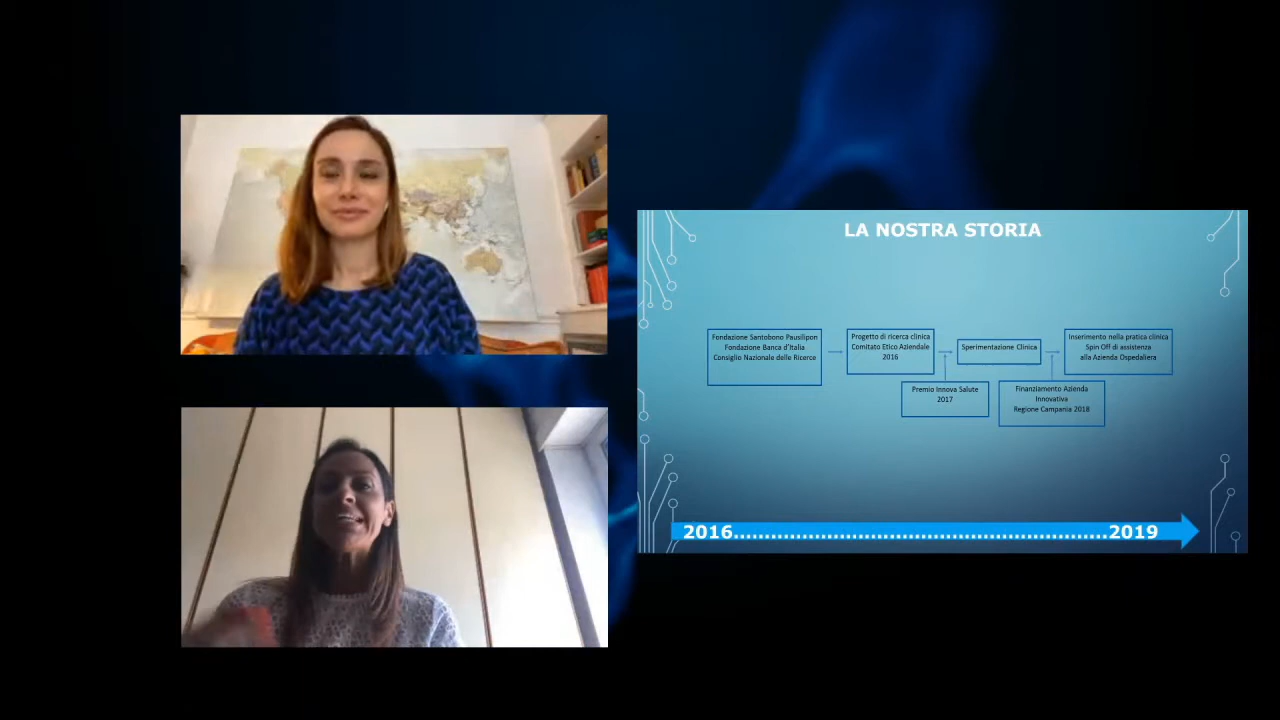 LA NOSTRA STORIA
Fondazione Santobono Pausilipon
Fondazione Banca d'Italia
Consiglio Nazionale delle Ricerce
Progetto di ricerca clinica
Comitato Etico Aziendale
2016
Sperimentazione Clinica
Inserimento nella pratica clinica
Spin Off di assistenza
alla Azienda Ospedaliera
Premio Innova Salute
2017
Finanziamento Azienda
Innovativa
Regione Campania 2018
2016............................................................2019